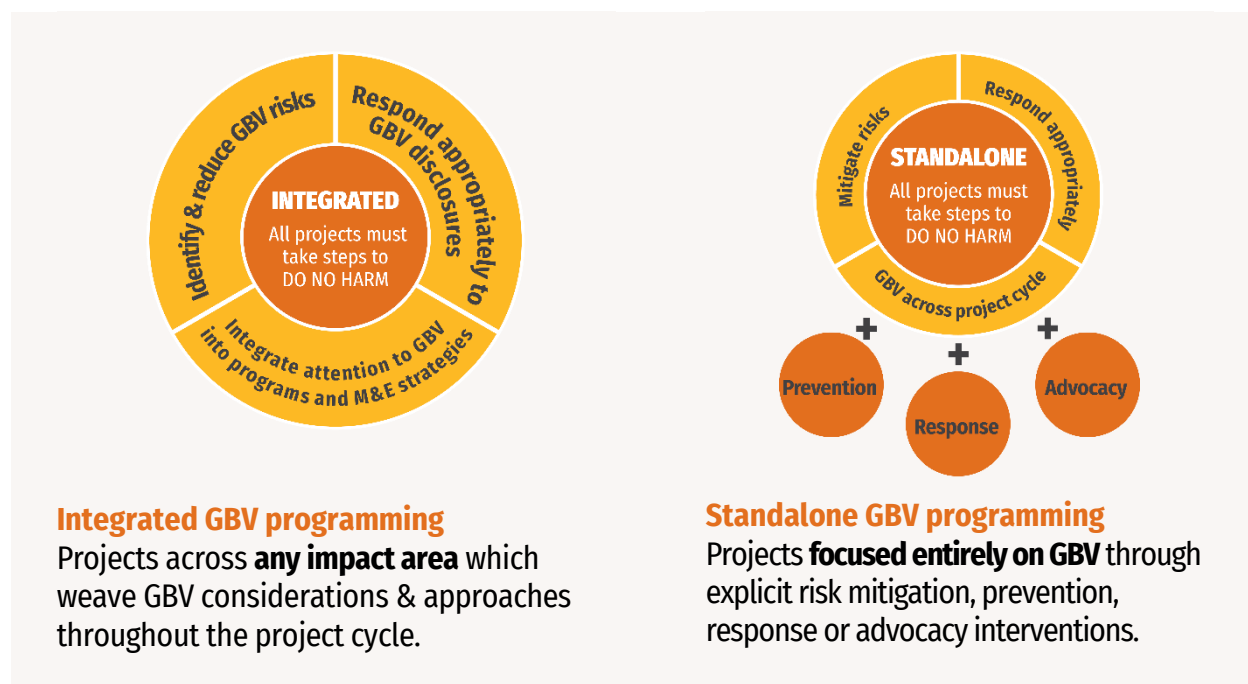 Identify & reduce GBV risks
Respond appropriately to
GBV disclosures
Integrate attention to GBV
into programs and M&E strategies
INTEGRATED
All projects must
take steps to
DO NO HARM
Integrated GBV programming
Projects across any impact area which
weave GBV considerations & approaches
throughout the project cycle.
Mitigate risks
Respond appropriately
GBV across project cycle
STANDALONE
All projects must
take steps to
DO NO HARM
+
+
+
Prevention
Response
Advocacy
Standalone GBV programming
Projects focused entirely on GBV through
explicit risk mitigation, prevention,
response or advocacy interventions.